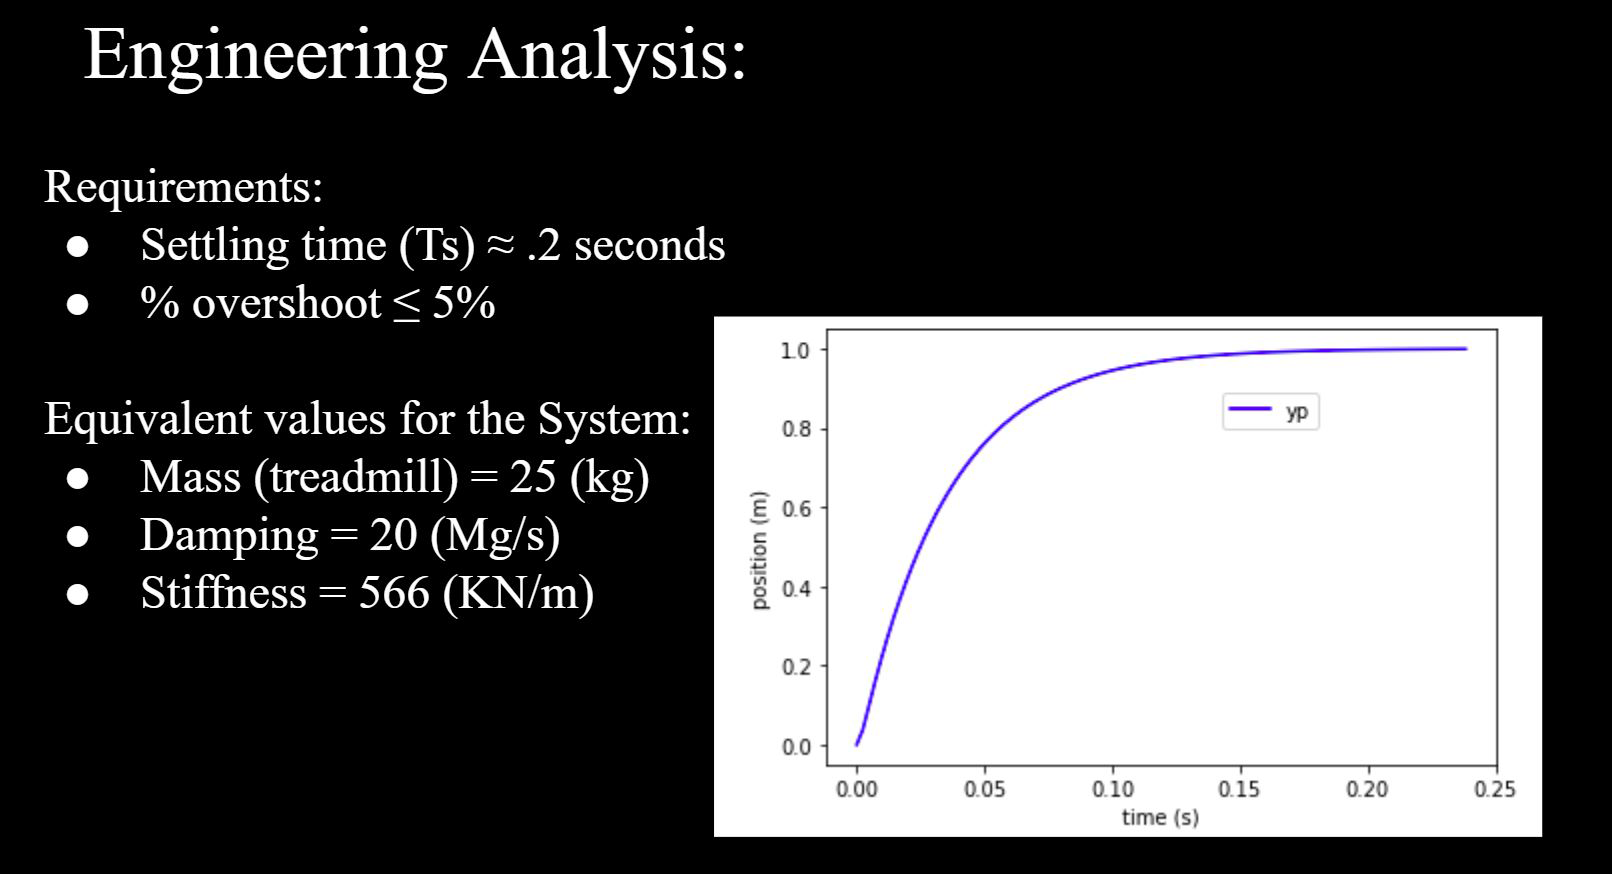 Engineering Analysis:
Requirements:
● Settling time (Ts) ≈ .2 seconds
● % overshoot ≤ 5%
Equivalent values for the System:
● Mass (treadmill) = 25 (kg)
● Damping = 20 (Mg/s)
● Stiffness = 566 (KN/m)
1.0
0.8
0.6
0.4
0.2
0.0
position (m)
yp
0.00 0.05 0.10 0.15 0.20 0.25
time (s)